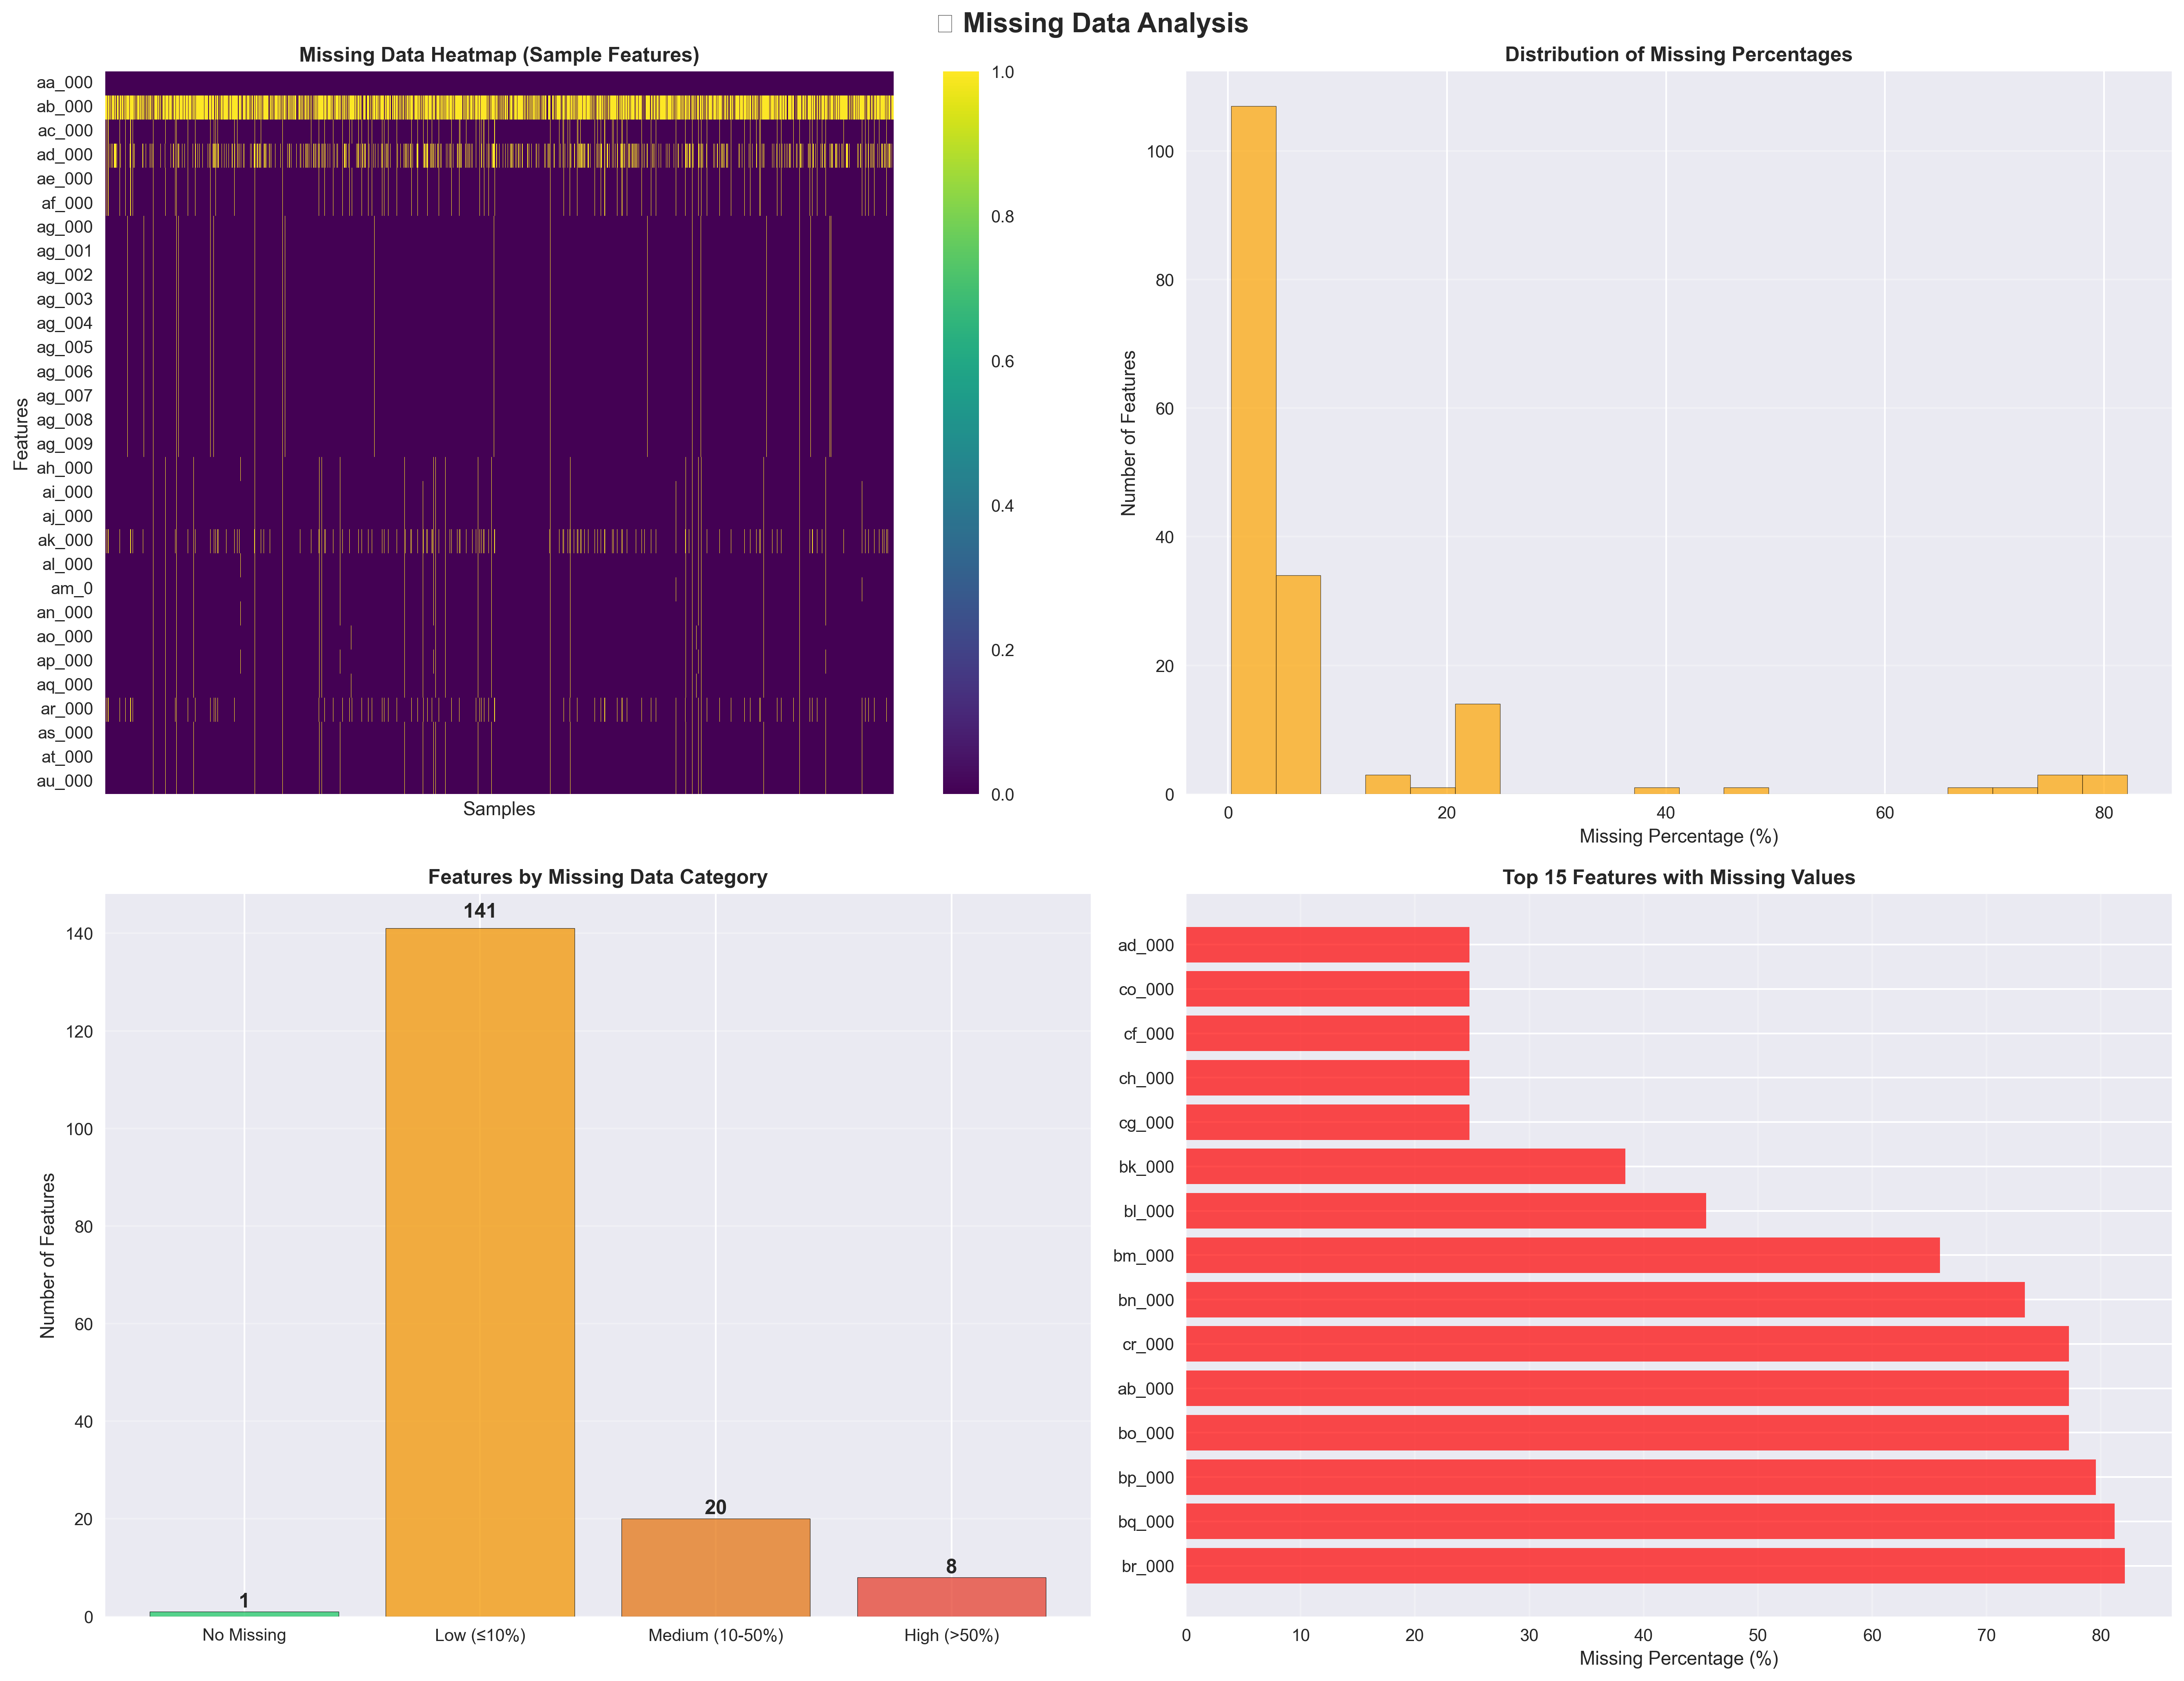 Missing Data Analysis
Missing Data Heatmap (Sample Features)
aa_000
ab_000
ac_000
ad_000
ae_000
af_000
ag_000
ag_001
ag_002
ag_003
ag_004
ag_005
ag_006
ag_007
ag_008
ag_009
ah_000
ai_000
aj_000
ak_000
al_000
am_0
an_000
ao_000
ap_000
aq_000
ar_000
as_000
at_000
au_000
Features
Samples
1.0
0.8
0.6
0.4
0.2
0.0
Distribution of Missing Percentages
Number of Features
100
80
60
40
20
0
0
20
40
60
80
Missing Percentage (%)
Features by Missing Data Category
Number of Features
140
120
100
80
60
40
20
0
1
141
20
8
No Missing
Low (≤10%)
Medium (10-50%)
High (>50%)
Top 15 Features with Missing Values
ad_000
co_000
cf_000
ch_000
cg_000
bk_000
bl_000
bm_000
bn_000
cr_000
ab_000
bo_000
bp_000
bq_000
br_000
0
10
20
30
40
50
60
70
80
Missing Percentage (%)